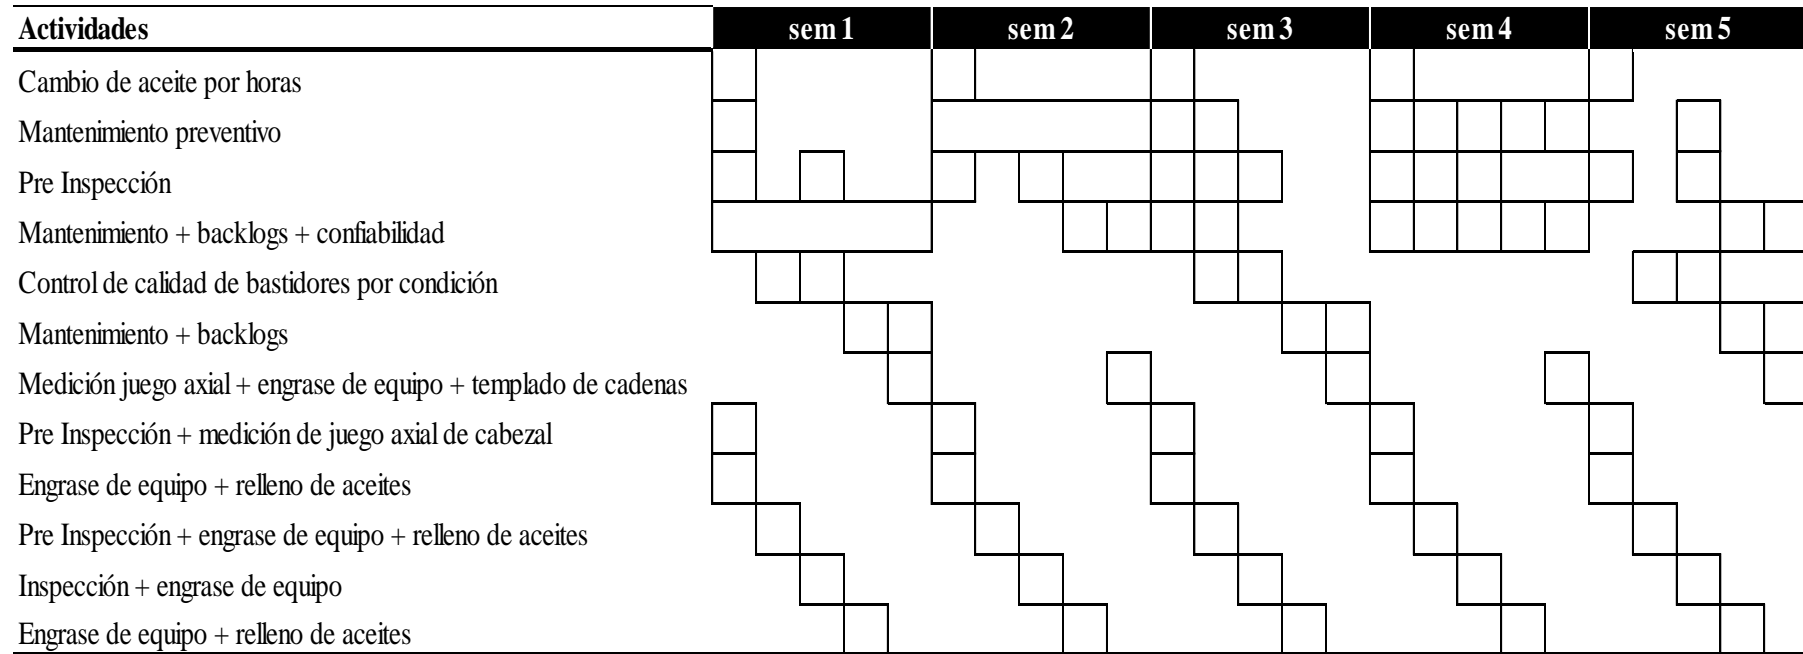 Actividades sem 1 sem 2 sem 3 sem 4 sem 5
Cambio de aceite por horas
Mantenimiento preventivo
Pre Inspección
Mantenimiento + backlogs + confiabilidad
Control de calidad de bastidores por condición
Mantenimiento + backlogs
Medición juego axial + engrase de equipo + templado de cadenas
Pre Inspección + medición de juego axial de cabezal
Engrase de equipo + relleno de aceites
Pre Inspección + engrase de equipo + relleno de aceites
Inspección + engrase de equipo
Engrase de equipo + relleno de aceites